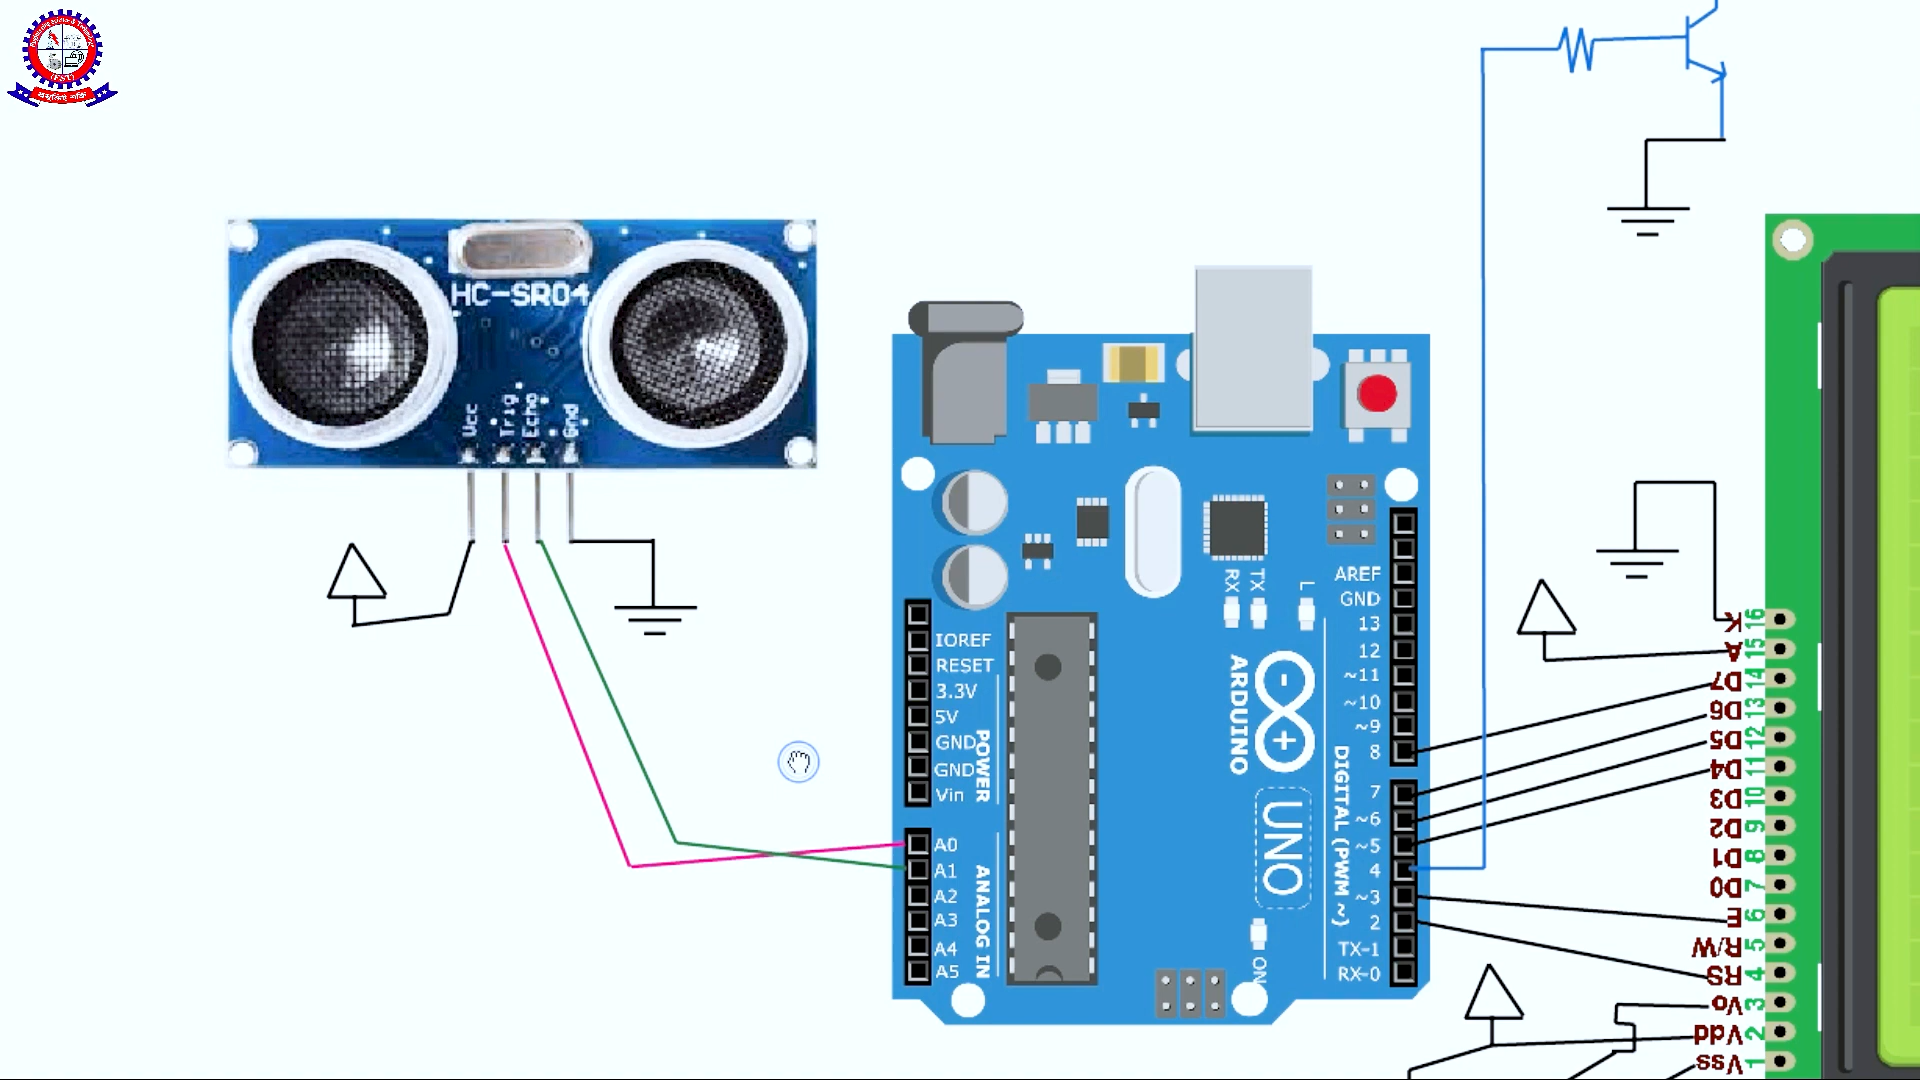 (FST)
HC-SR04
Vcc
Trig
Echo
Gnd
IOREF
RESET
3.3V
5V
GND
GND
Vin
POWER
A0
A1
A2
A3
A4
A5
ANALOG IN
RX
TX
L
ARDUINO
UNO
ON
AREF
GND
13
12
~11
~10
~9
8
7
~6
~5
4
~3
2
TX-1
RX-0
DIGITAL (PWM ~)
K 16
A 15
D7 14
D6 13
D5 12
D4 11
D3 10
D2 9
D1 8
D0 7
E 6
R/W 5
RS 4
Vo 3
Vdd 2
Vss 1